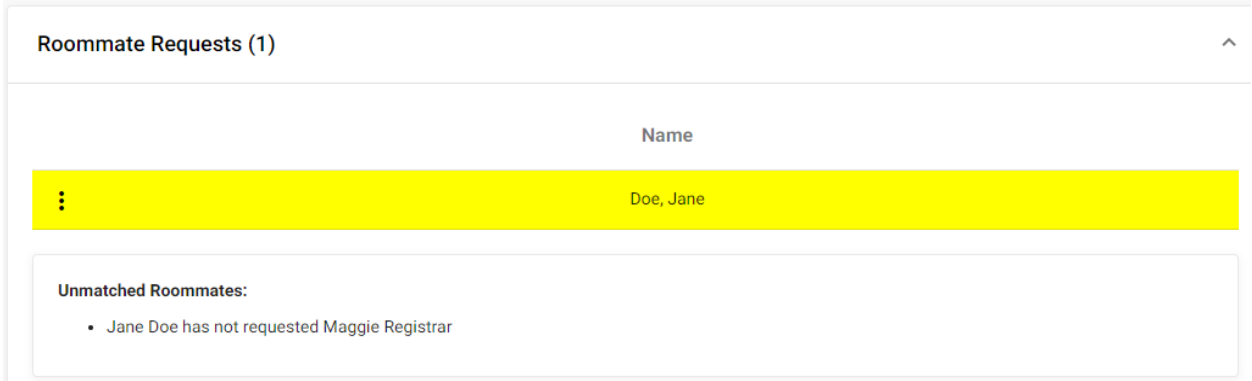 Roommate Requests (1)
Name
Doe, Jane
Unmatched Roommates:
• Jane Doe has not requested Maggie Registrar